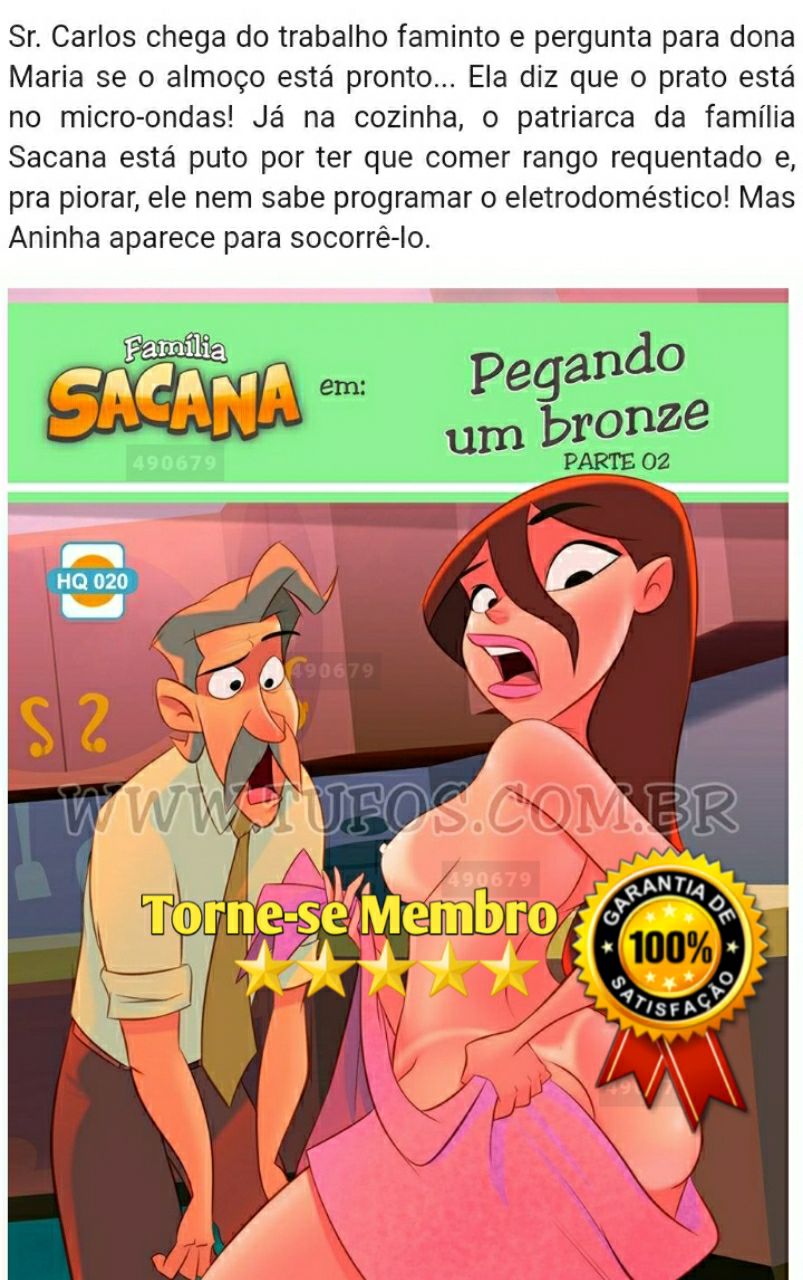 Sr. Carlos chega do trabalho faminto e pergunta para dona
Maria se o almoço está pronto... Ela diz que o prato está
no micro-ondas! Já na cozinha, o patriarca da família
Sacana está puto por ter que comer rango requentado e,
pra piorar, ele nem sabe programar o eletrodoméstico! Mas
Aninha aparece para socorrê-lo.
Família
SACANA
em:
Pegando
um bronze
PARTE 02
490679
HQ 020
490679
WWW.TUFOS.COM.BR
490679
Torne-se Membro
GARANTIA DE
100%
SATISFAÇÃO